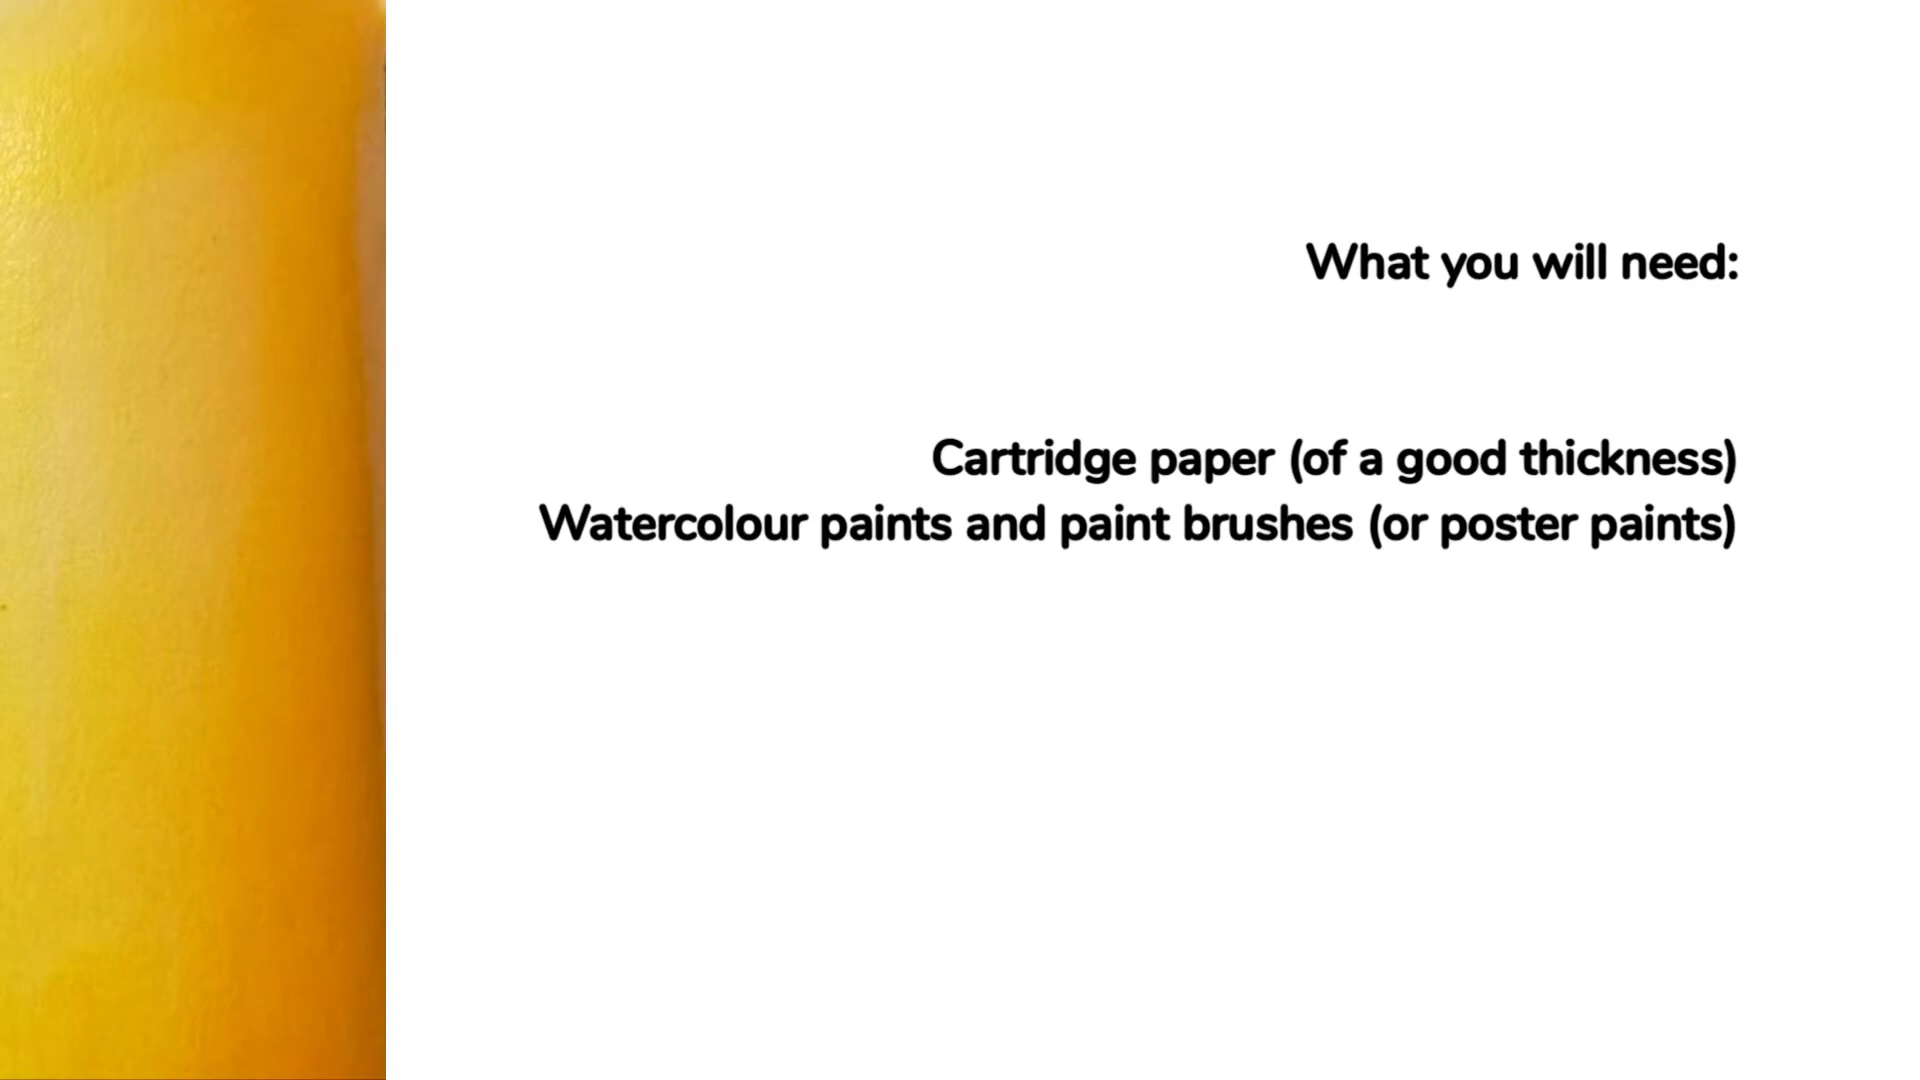 What you will need:
Cartridge paper (of a good thickness)
Watercolour paints and paint brushes (or poster paints)